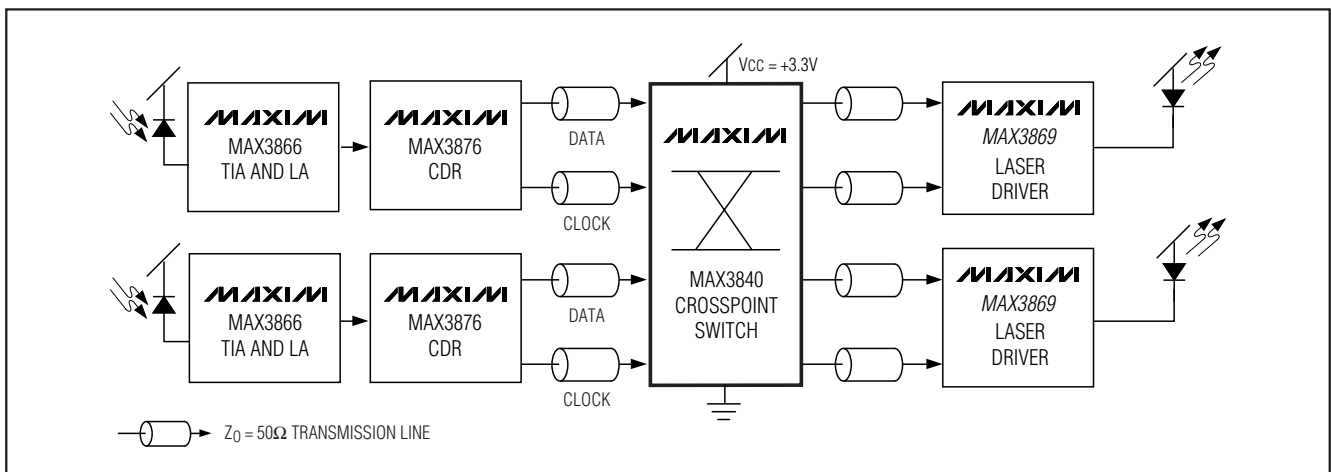 VCC = +3.3V
MAXIM
MAX3866
TIA AND LA
MAXIM
MAX3876
CDR
DATA
CLOCK
MAXIM
MAX3840
CROSSPOINT
SWITCH
MAXIM
MAX3869
LASER
DRIVER
MAXIM
MAX3866
TIA AND LA
MAXIM
MAX3876
CDR
DATA
CLOCK
MAXIM
MAX3869
LASER
DRIVER
Z0 = 50Ω TRANSMISSION LINE